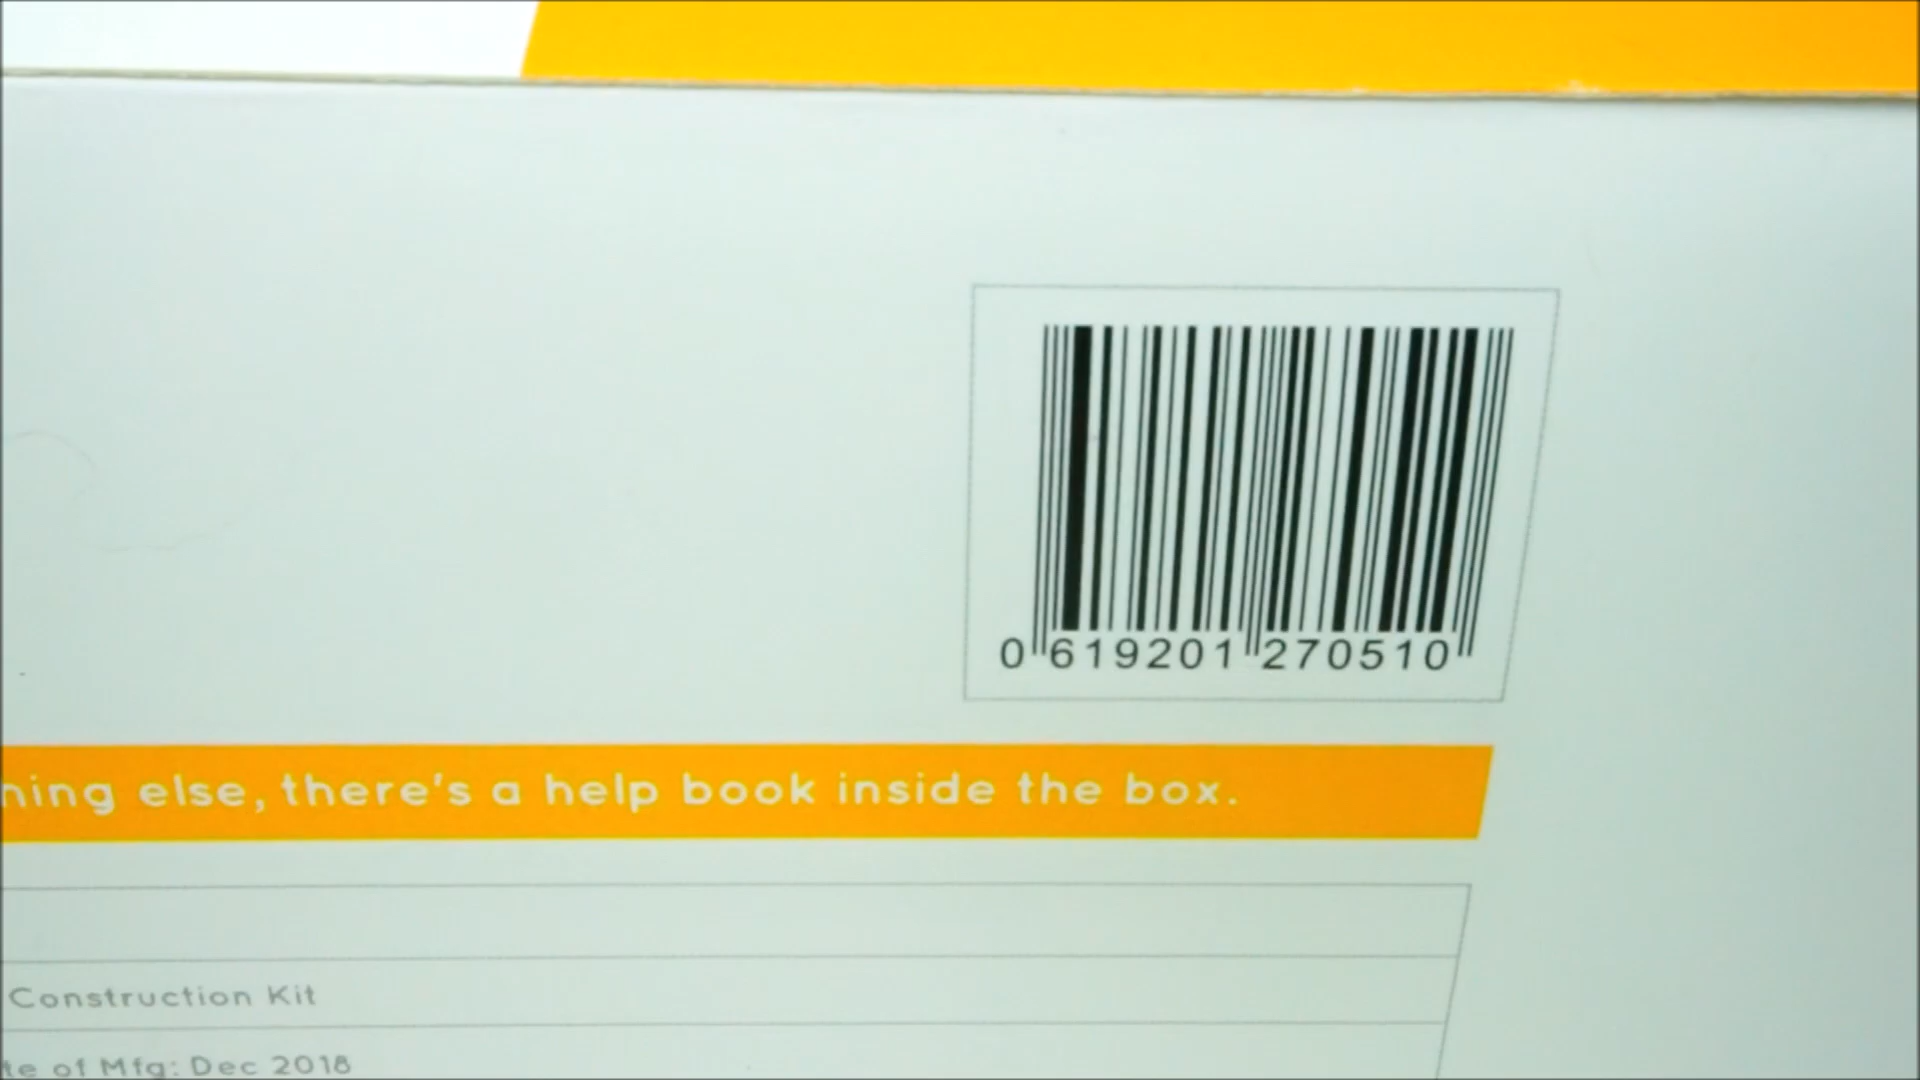 0 619201 270510
hing else, there's a help book inside the box.
Construction Kit
te of Mfg: Dec 2018